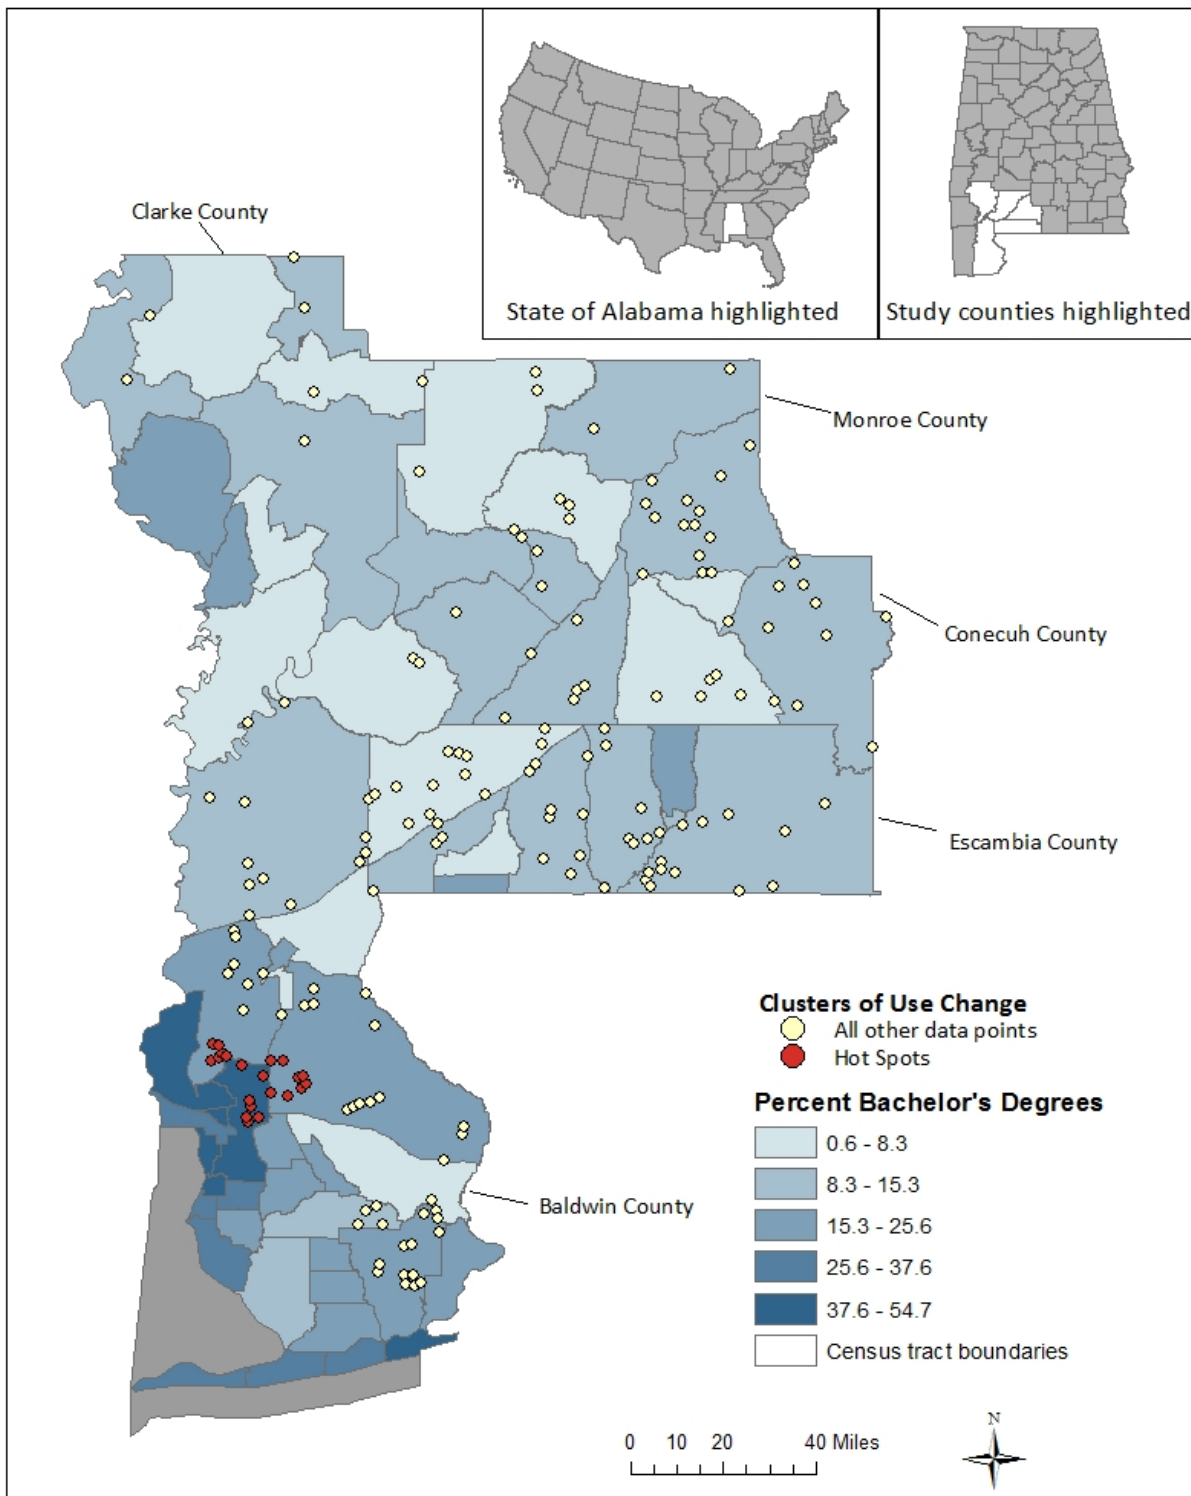 State of Alabama highlighted
Study counties highlighted
Clarke County
Monroe County
Conecuh County
Escambia County
Baldwin County
Clusters of Use Change
All other data points
Hot Spots
Percent Bachelor's Degrees
0.6 - 8.3
8.3 - 15.3
15.3 - 25.6
25.6 - 37.6
37.6 - 54.7
Census tract boundaries
0 10 20 40 Miles
N